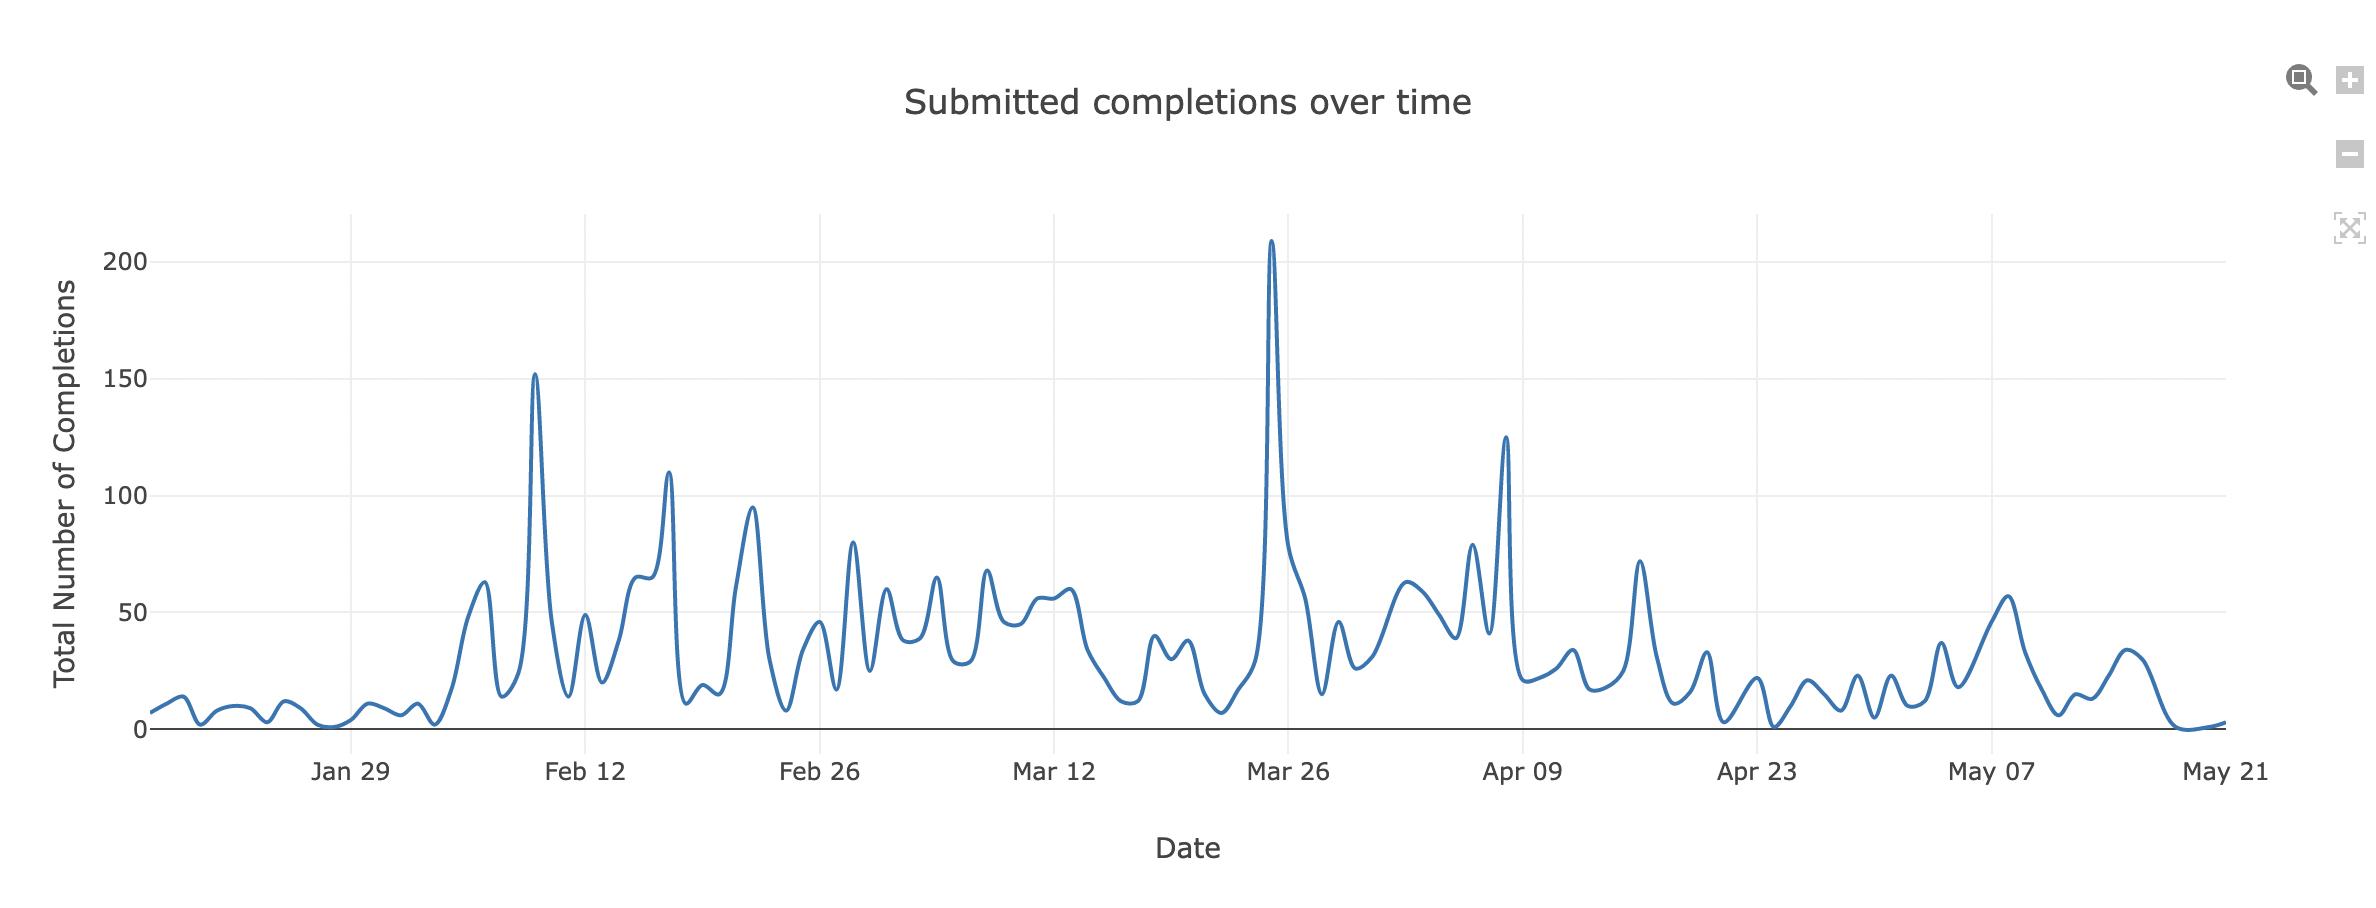 Submitted completions over time
Total Number of Completions
200
150
100
50
0
Jan 29
Feb 12
Feb 26
Mar 12
Mar 26
Apr 09
Apr 23
May 07
May 21
Date